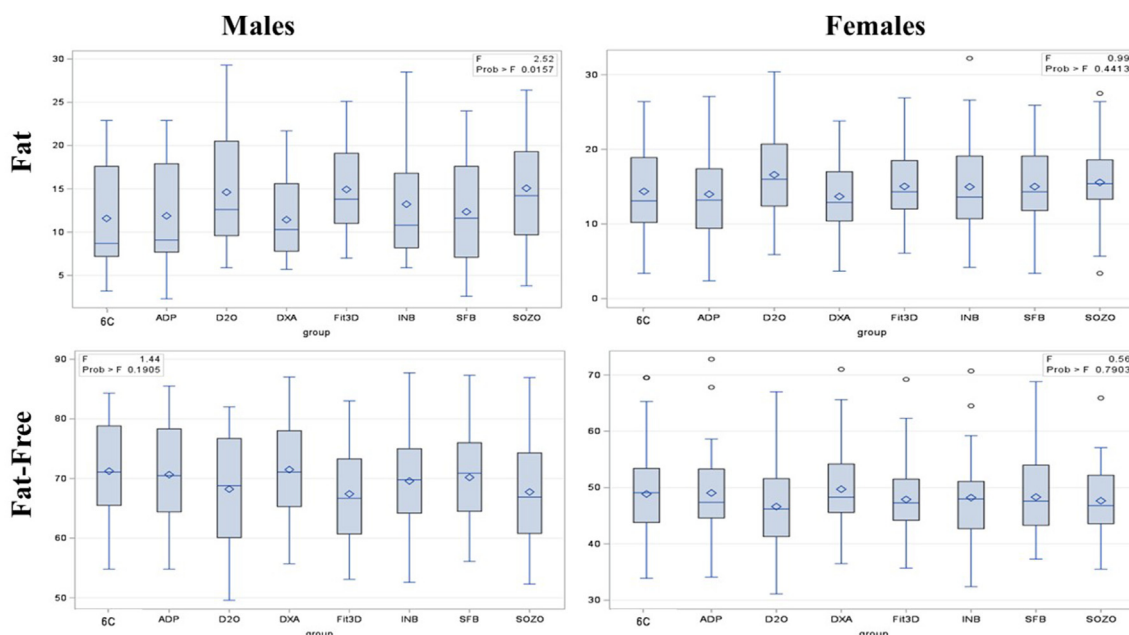 Males
Females
Fat
F 2.52
Prob > F 0.0157
30
25
20
15
10
5
6C ADP D2O DXA Fit3D INB SFB SOZO
group
F 0.99
Prob > F 0.4413
30
20
10
0
6C ADP D2O DXA Fit3D INB SFB SOZO
group
Fat-Free
F 1.44
Prob > F 0.1905
90
80
70
60
50
6C ADP D2O DXA Fit3D INB SFB SOZO
group
F 0.56
Prob > F 0.7903
70
60
50
40
30
6C ADP D2O DXA Fit3D INB SFB SOZO
group